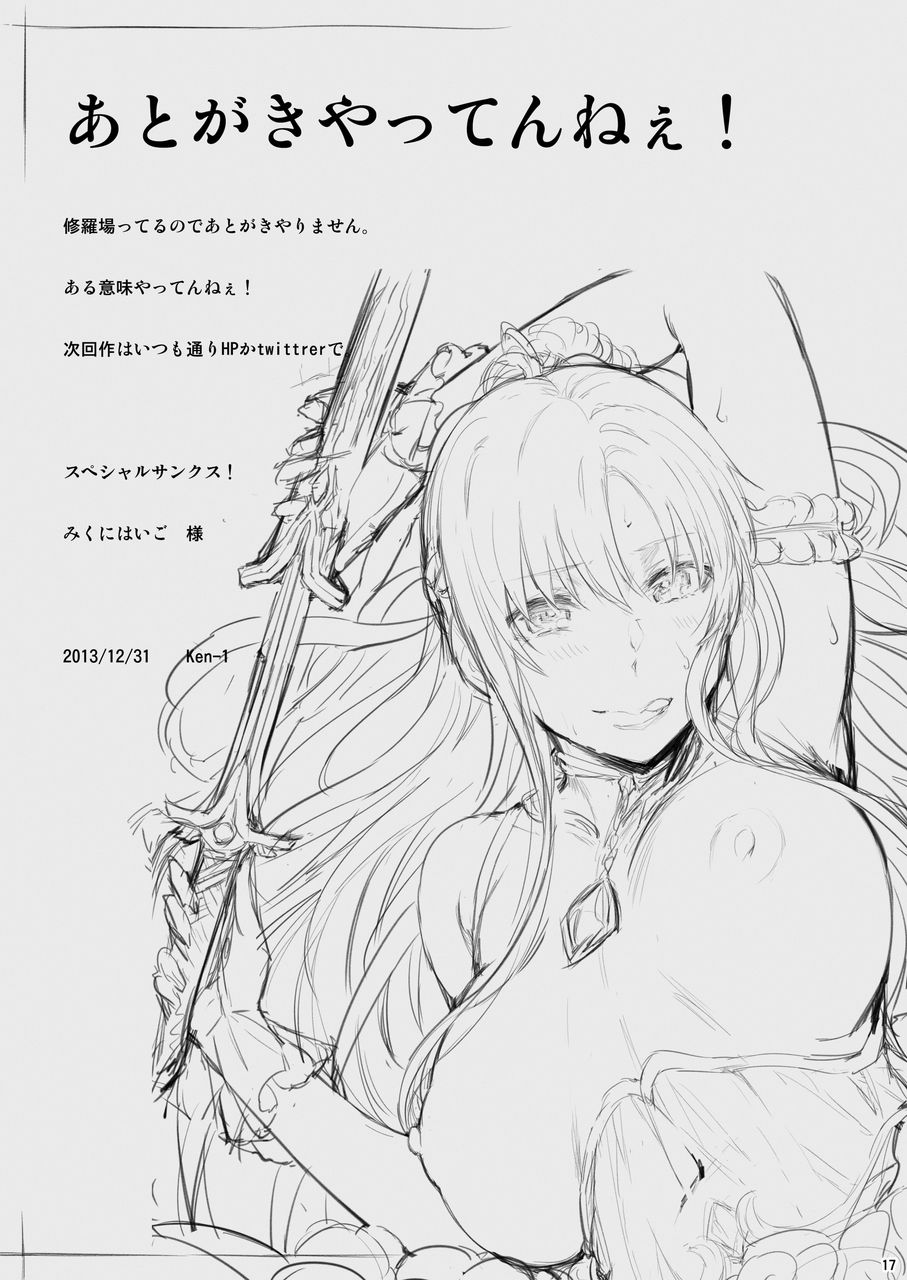 あとがきやってんねぇ！
修羅場ってるのであとがきやりません。
ある意味やってんねぇ！
次回作はいつも通りHPかtwittrerで。
スペシャルサンクス！
みくにはいご　様
2013/12/31　　Ken-1
17